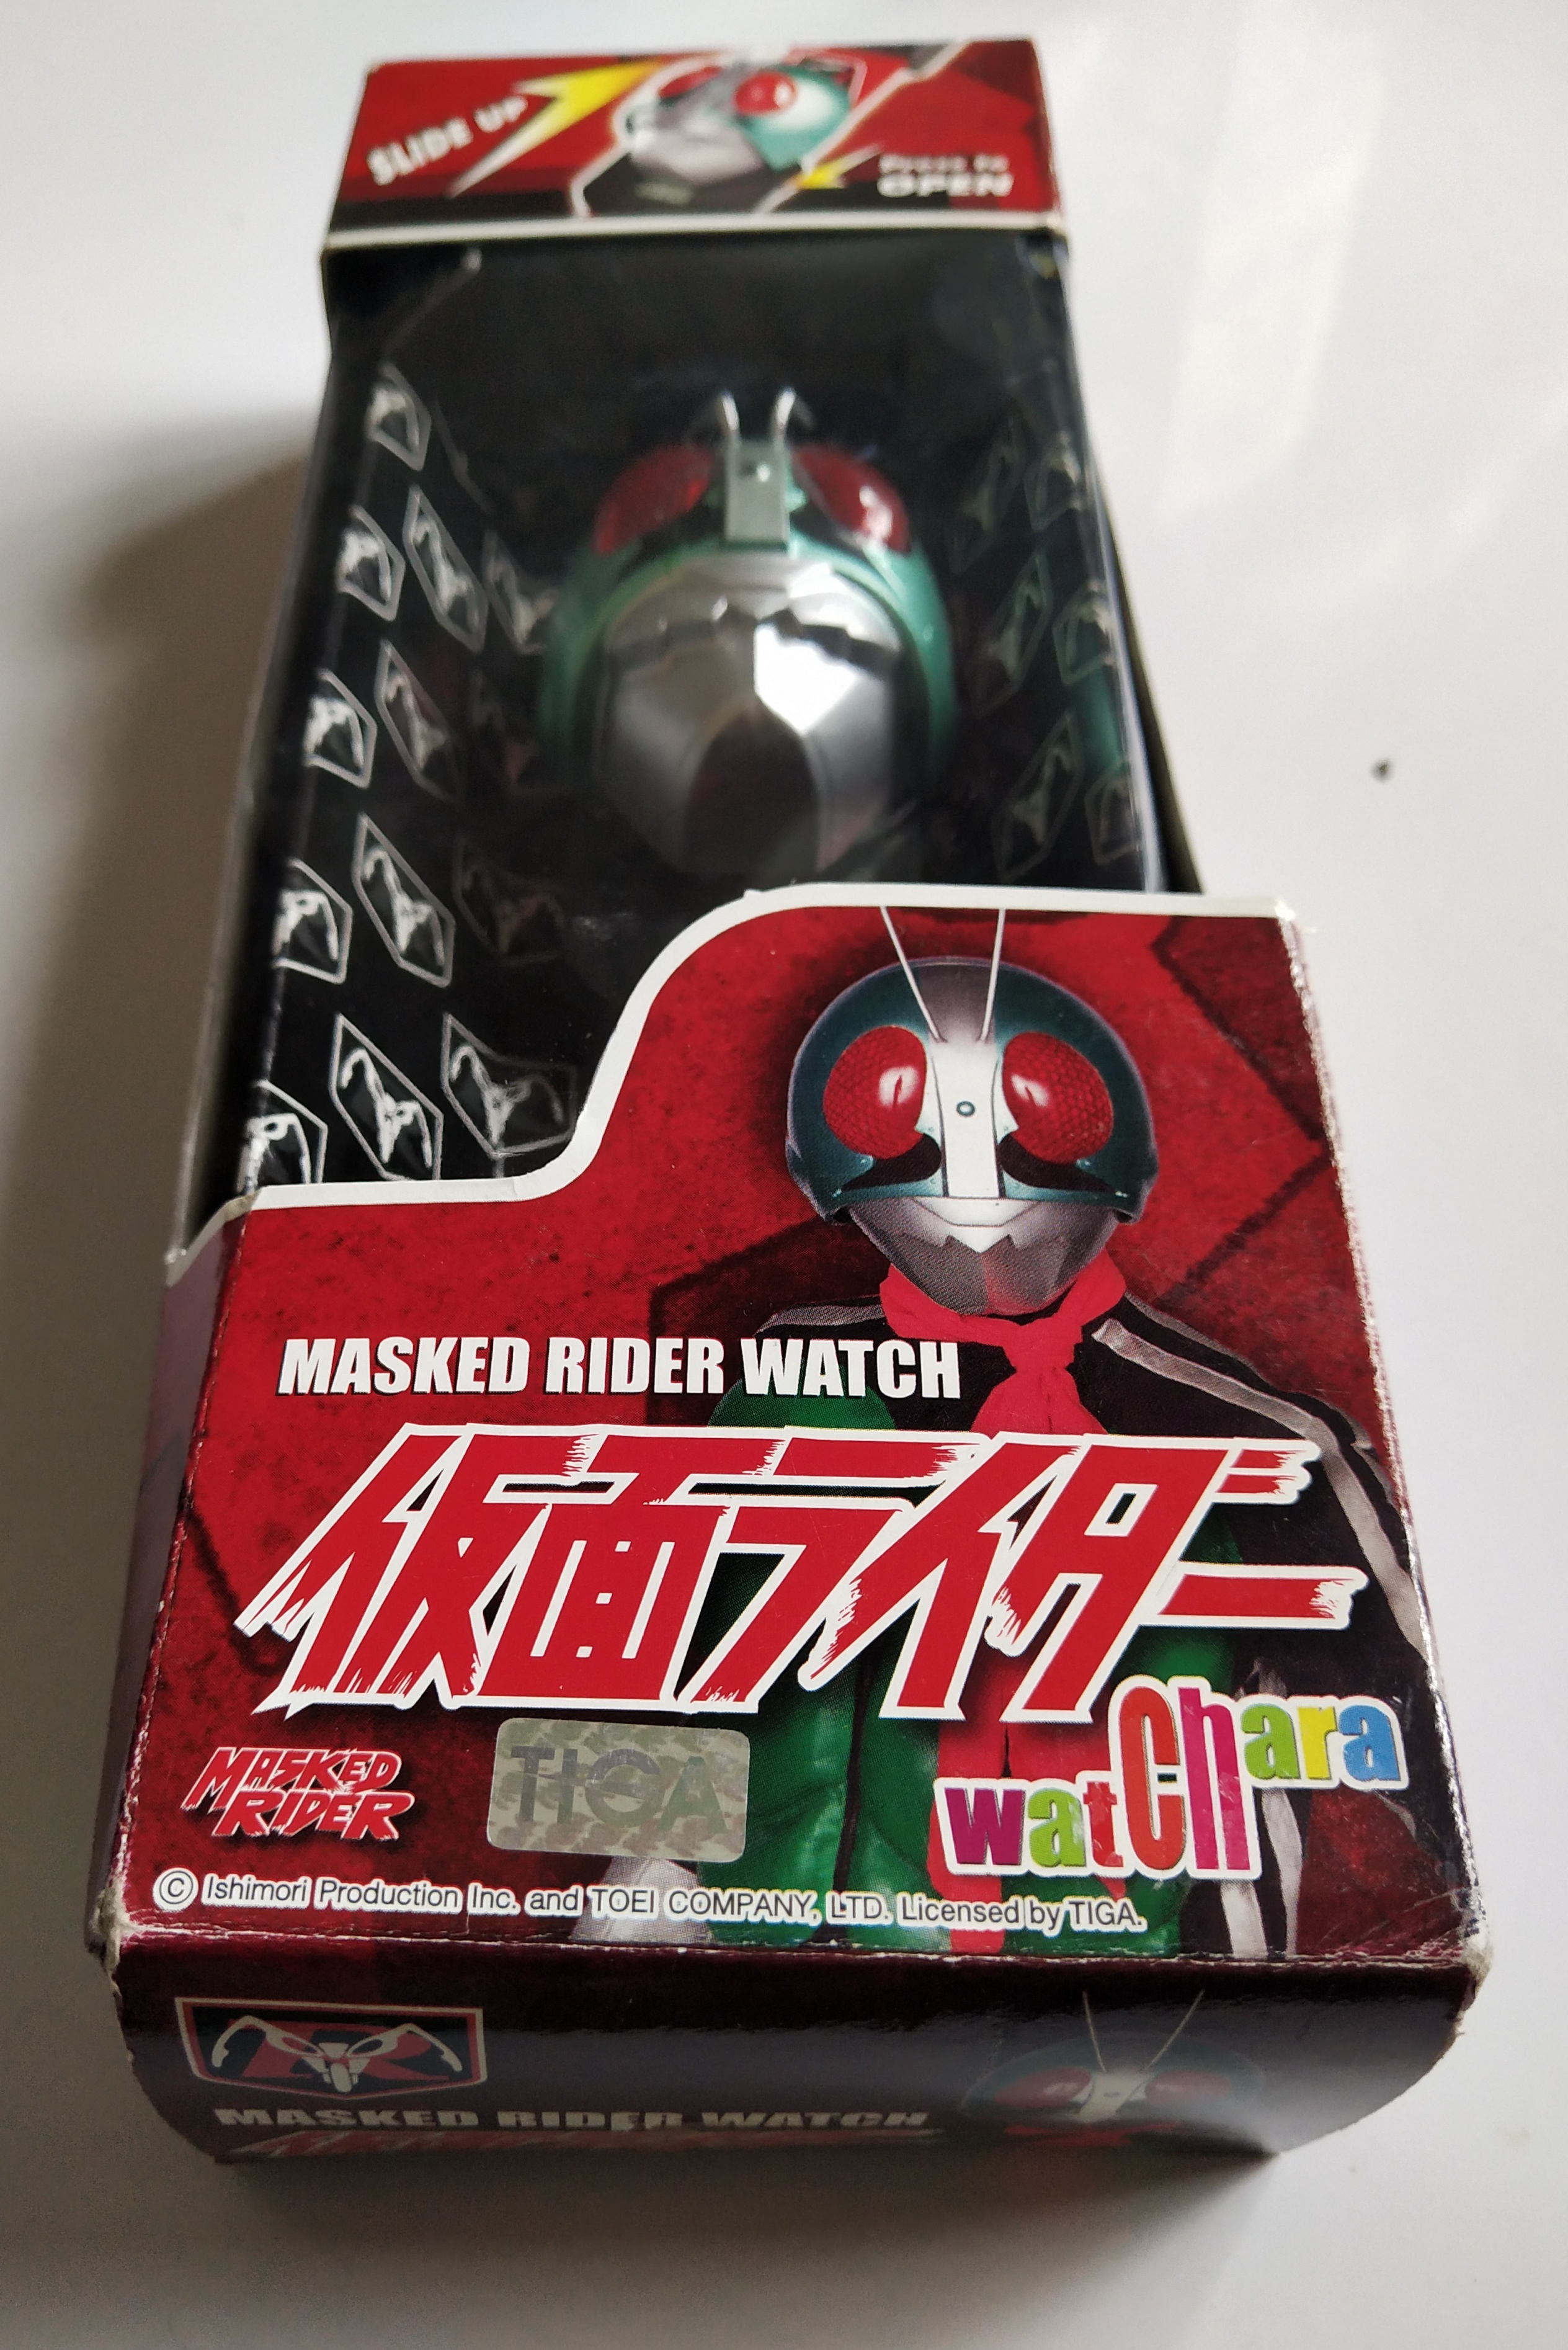 SLIDE UP
Press to
OPEN
MASKED RIDER WATCH
仮面ライダー
watChara
MASKED
RIDER
TIGA
© Ishimori Production Inc. and TOEI COMPANY, LTD. Licensed by TIGA.
MASKED RIDER WATCH